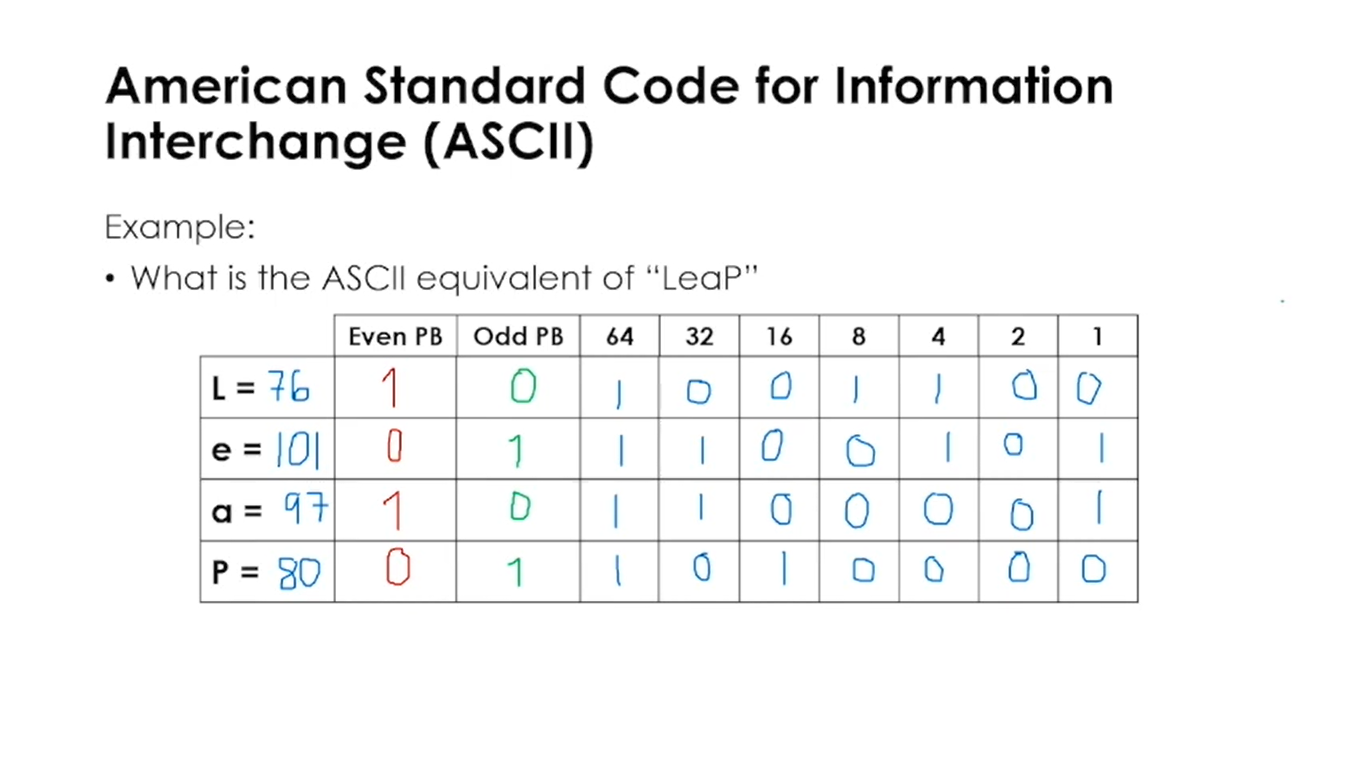 American Standard Code for Information
Interchange (ASCII)
Example:
• What is the ASCII equivalent of “LeaP”
Even PB Odd PB 64 32 16 8 4 2 1
L = 76 1 0 1 0 0 1 1 0 0
e = 101 0 1 1 1 0 0 1 0 1
a = 97 1 0 1 1 0 0 0 0 1
P = 80 0 1 1 0 1 0 0 0 0